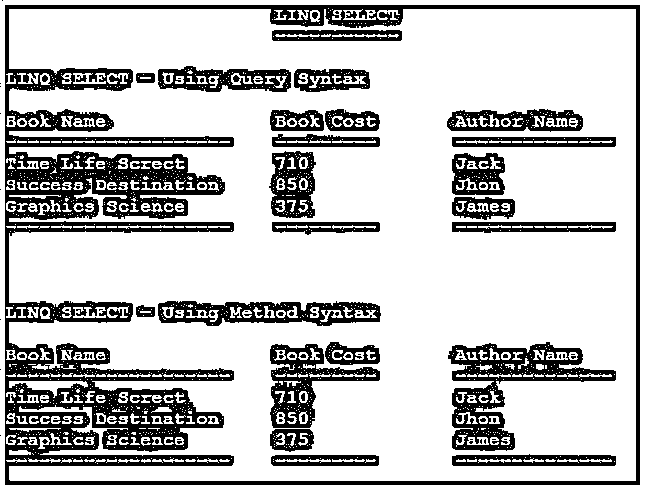 LINQ SELECT
LINQ SELECT - Using Query Syntax
Book Name Book Cost Author Name
Time Life Screct 710 Jack
Success Destination 850 Jhon
Graphics Science 375 James
LINQ SELECT - Using Method Syntax
Book Name Book Cost Author Name
Time Life Screct 710 Jack
Success Destination 850 Jhon
Graphics Science 375 James